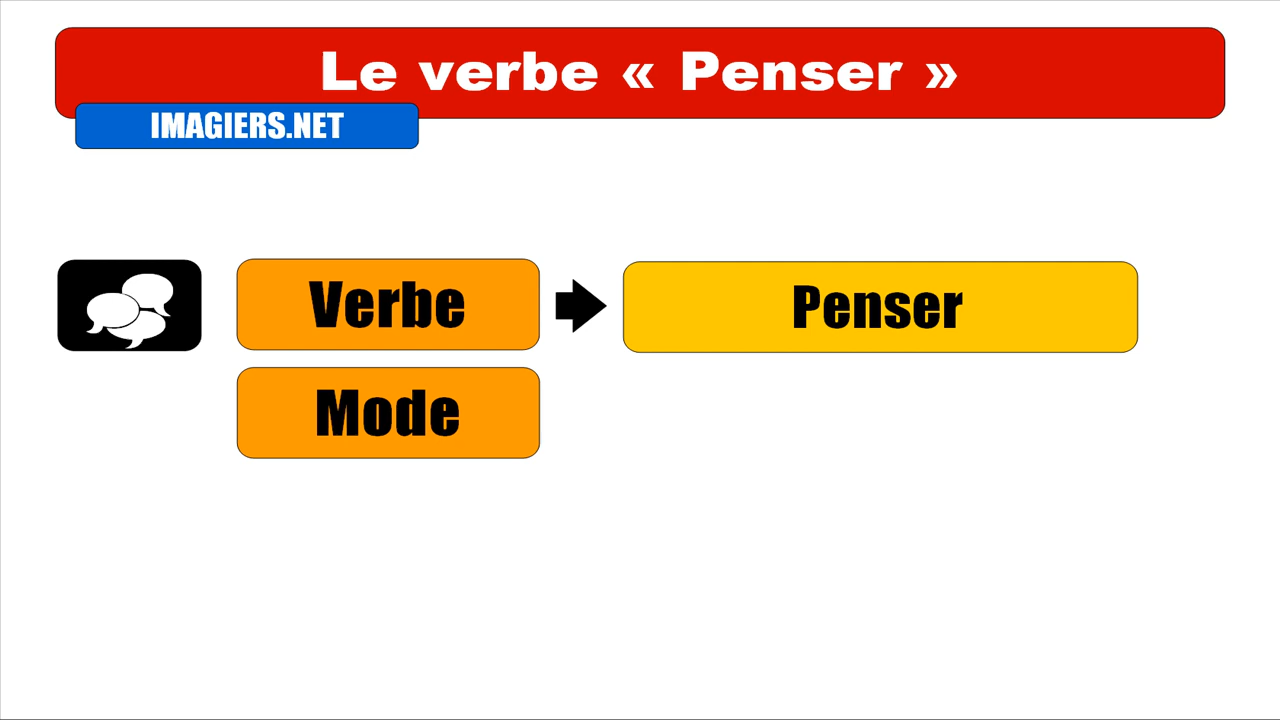 Le verbe « Penser »
IMAGIERS.NET
Verbe
Penser
Mode